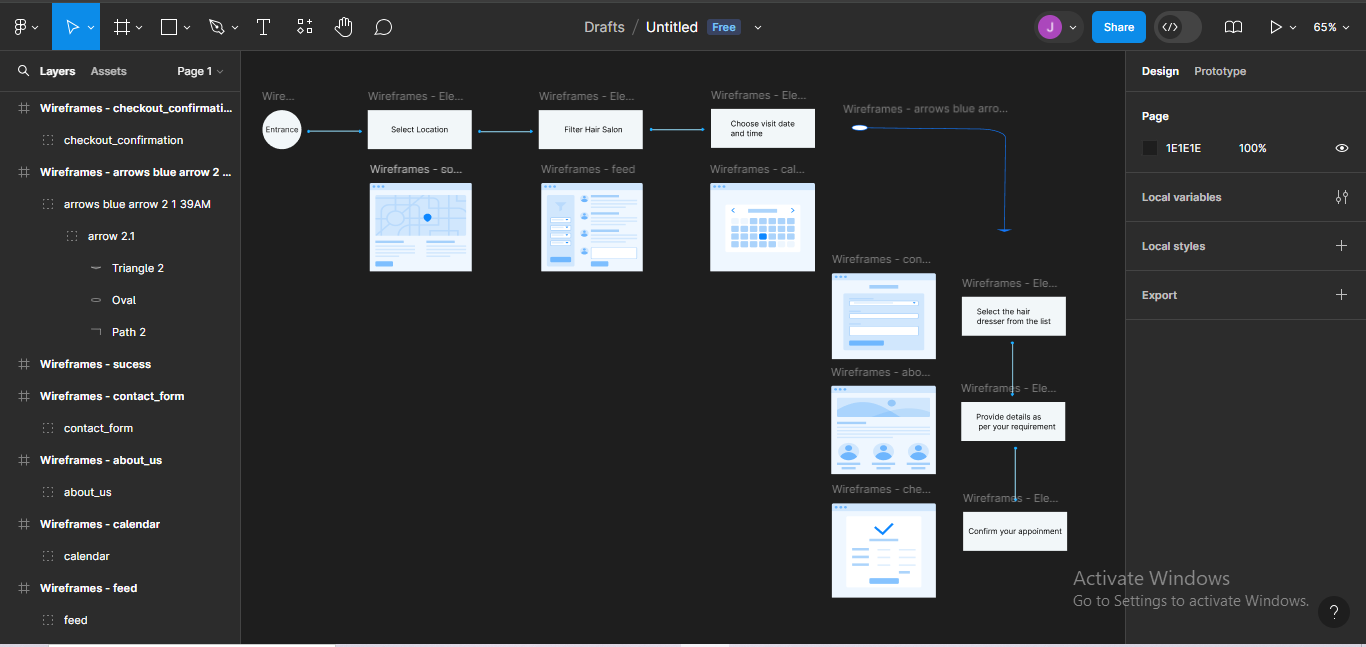 Drafts / Untitled Free
J
Share
65%
Layers Assets Page 1
Wireframes - checkout_confirmati...
checkout_confirmation
Wireframes - arrows blue arrow 2 ...
arrows blue arrow 2 1 39AM
arrow 2.1
Triangle 2
Oval
Path 2
Wireframes - sucess
Wireframes - contact_form
contact_form
Wireframes - about_us
about_us
Wireframes - calendar
calendar
Wireframes - feed
feed
Wire...
Entrance
Wireframes - Ele...
Select Location
Wireframes - Ele...
Filter Hair Salon
Wireframes - Ele...
Choose visit date
and time
Wireframes - arrows blue arro...
Wireframes - so...
Wireframes - feed
Wireframes - cal...
Wireframes - con...
Wireframes - Ele...
Select the hair
dresser from the list
Wireframes - abo...
Wireframes - Ele...
Provide details as
per your requirement
Wireframes - che...
Wireframes - Ele...
Confirm your appoinment
Design Prototype
Page
1E1E1E 100%
Local variables
Local styles
Export
Activate Windows
Go to Settings to activate Windows.
?